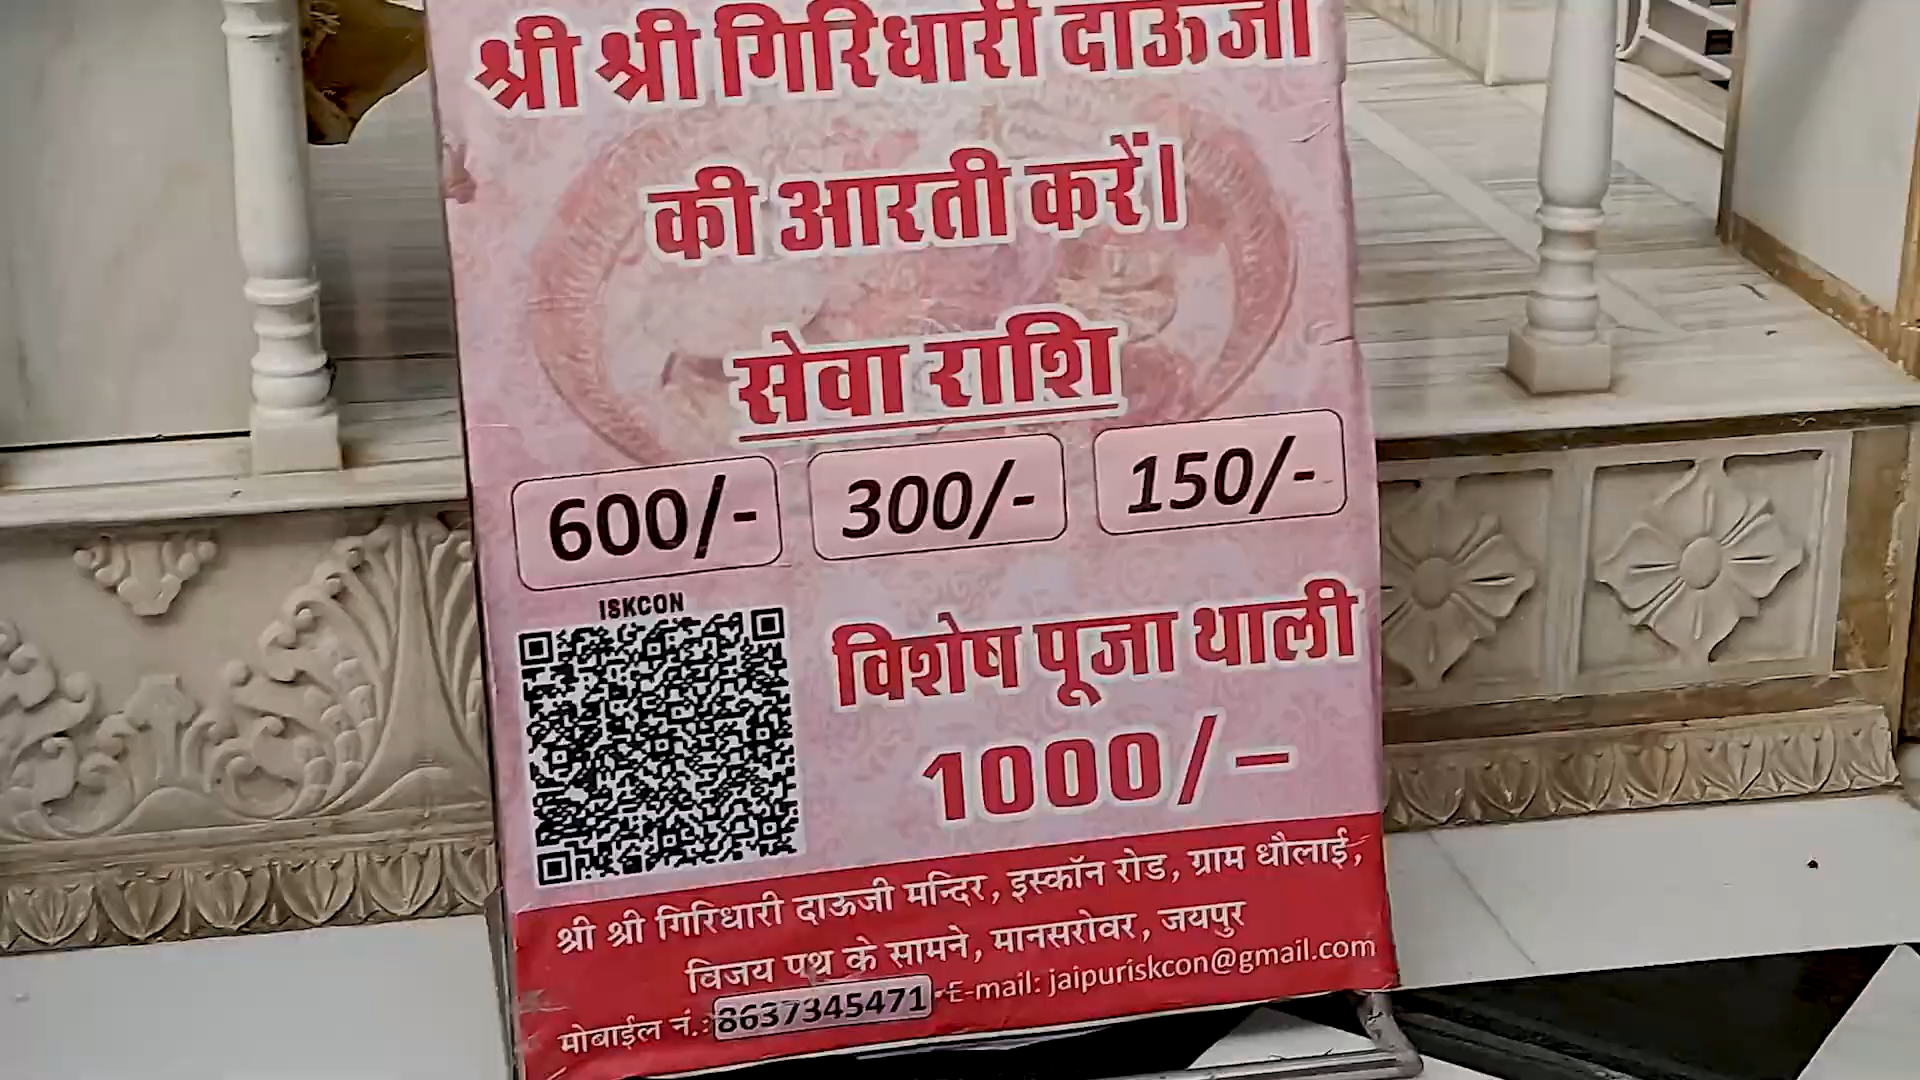 श्री श्री गिरिधारी दाऊजी
की आरती करें।
सेवा राशि
600/- 300/- 150/-
ISKCON
विशेष पूजा थाली
1000/-
श्री श्री गिरिधारी दाऊजी मन्दिर, इस्कॉन रोड, ग्राम धौलाई,
विजय पथ के सामने, मानसरोवर, जयपुर
मोबाईल नं.: 8637345471 E-mail: jaipuriskcon@gmail.com